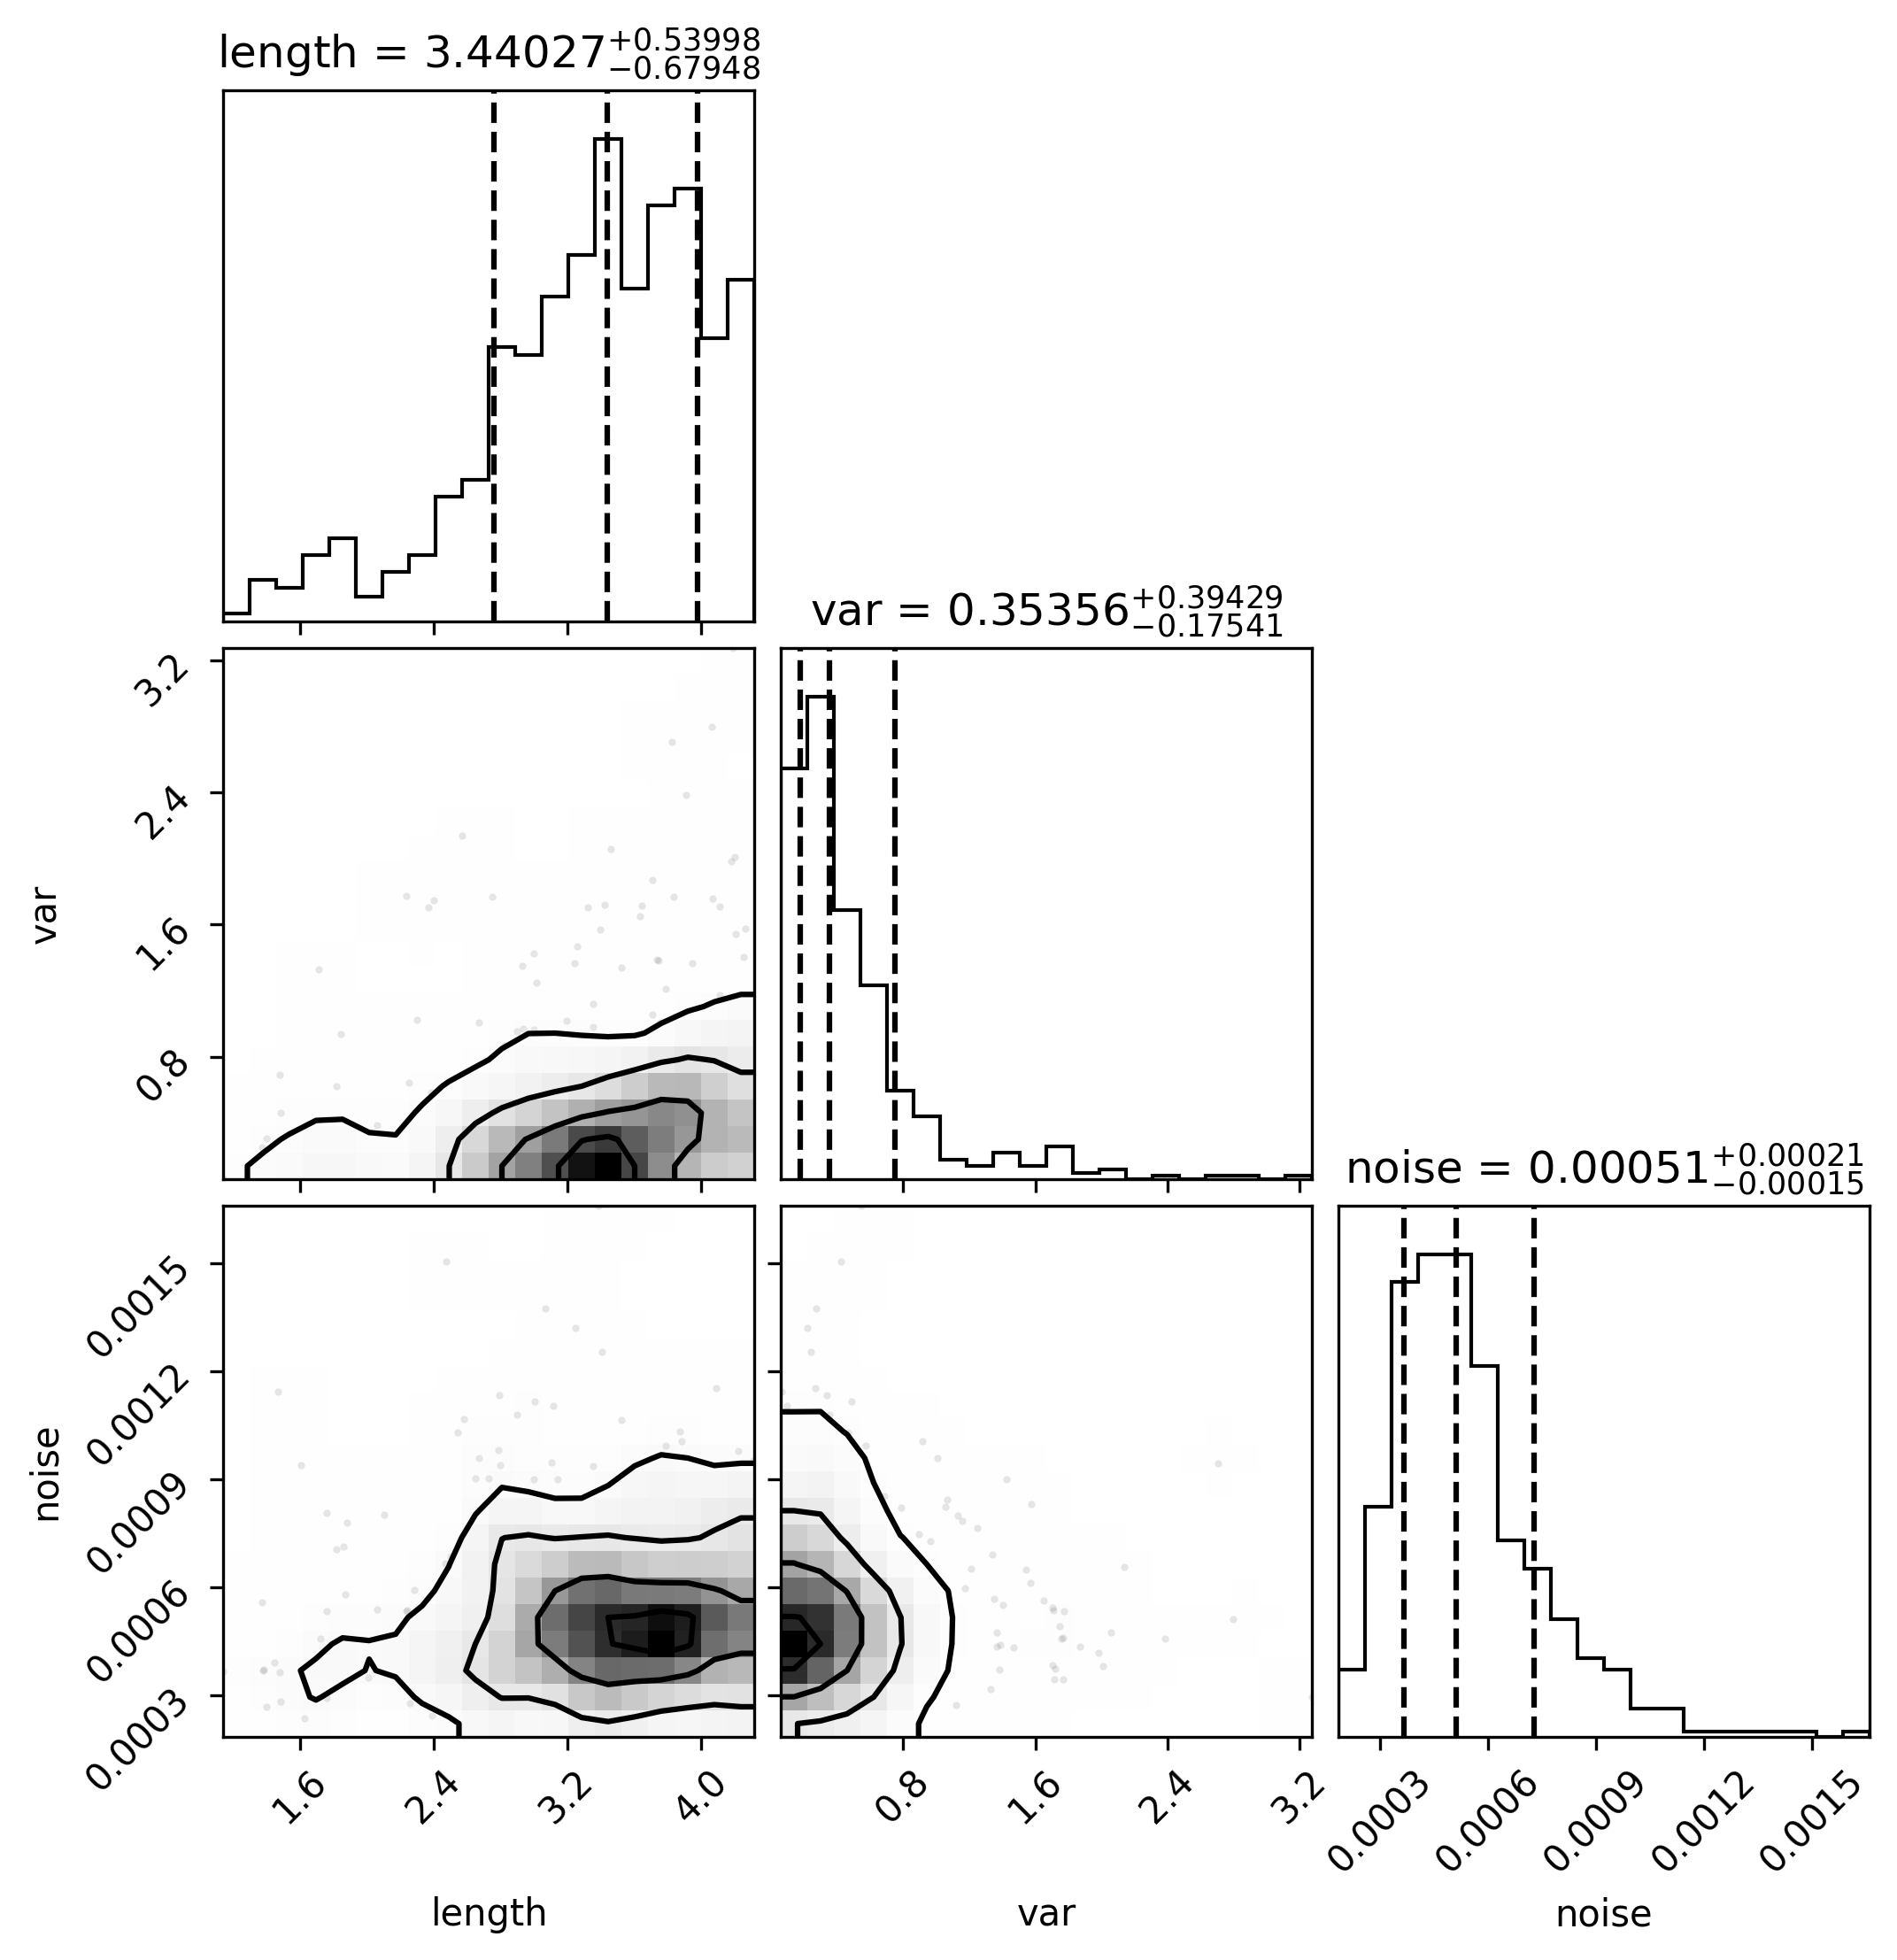 length = 3.44027+0.53998−0.67948
var = 0.35356+0.39429−0.17541
3.2
2.4
1.6
0.8
var
noise = 0.00051+0.00021−0.00015
0.0015
0.0012
0.0009
0.0006
0.0003
noise
1.6 2.4 3.2 4.0 0.8 1.6 2.4 3.2 0.0003 0.0006 0.0009 0.0012 0.0015
length var noise